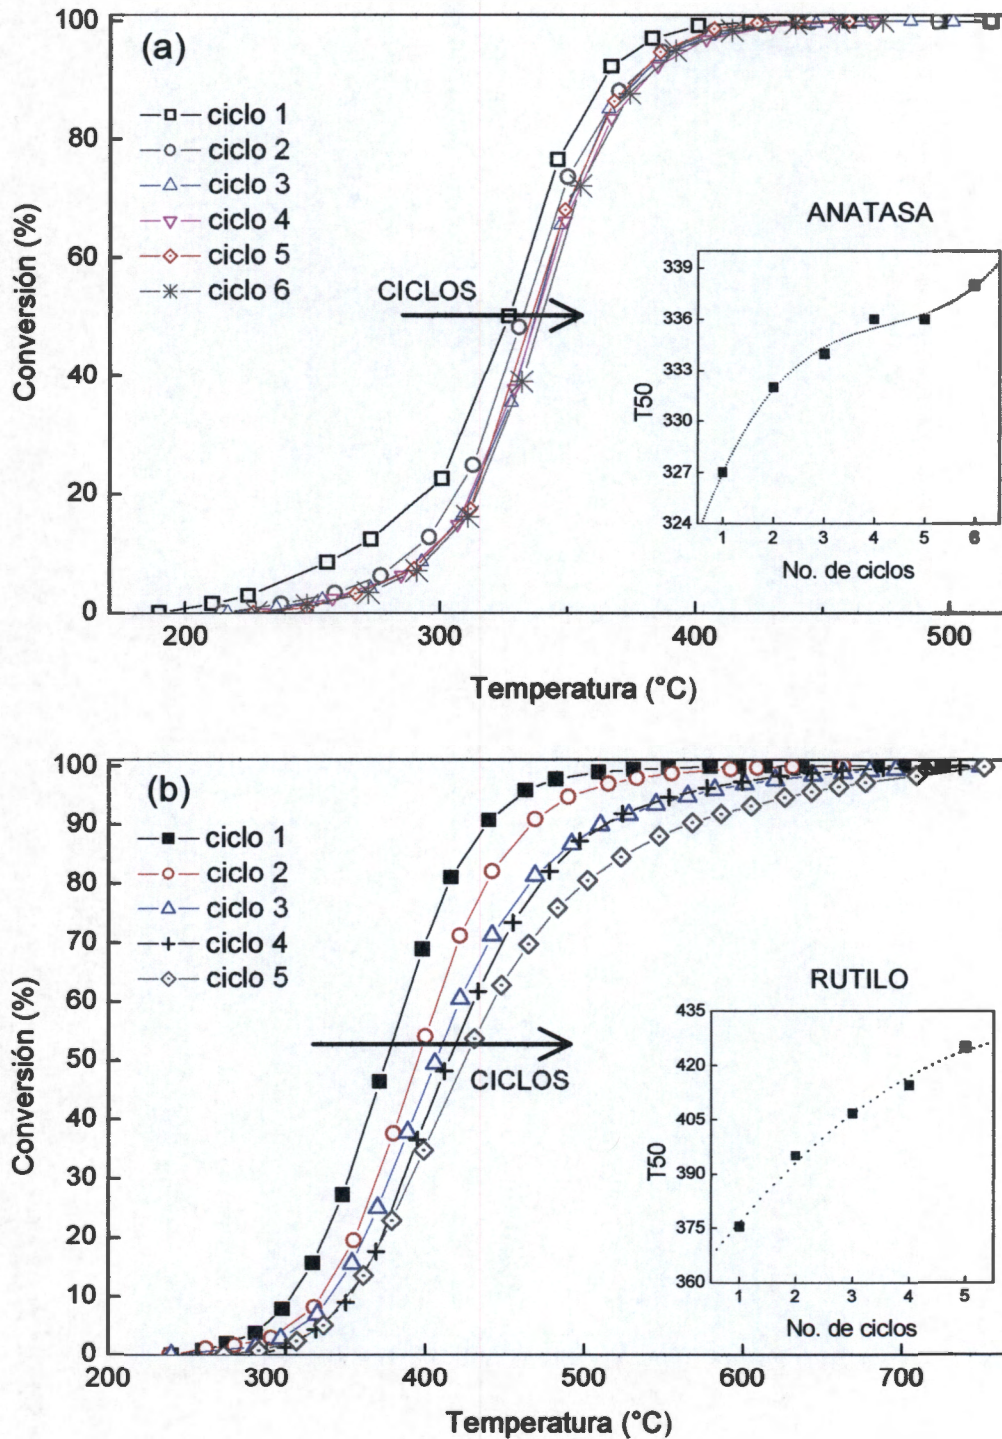 (a)
100
80
60
40
20
0
Conversión (%)
ciclo 1
ciclo 2
ciclo 3
ciclo 4
ciclo 5
ciclo 6
CICLOS
ANATASA
339
336
333
330
327
324
T50
1 2 3 4 5 6
No. de ciclos
200 300 400 500
Temperatura (°C)
(b)
100
90
80
70
60
50
40
30
20
10
0
Conversión (%)
ciclo 1
ciclo 2
ciclo 3
ciclo 4
ciclo 5
CICLOS
RUTILO
435
420
405
390
375
360
T50
1 2 3 4 5
No. de ciclos
200 300 400 500 600 700
Temperatura (°C)